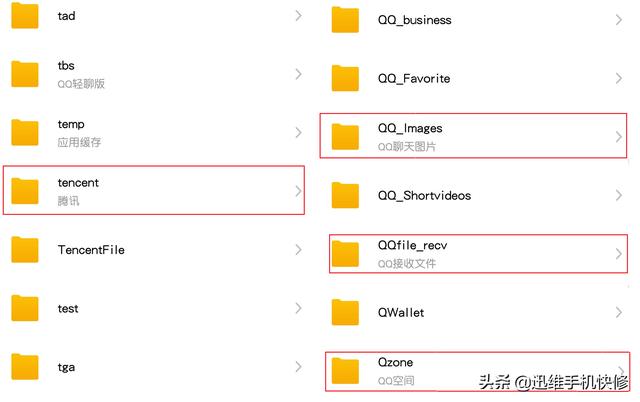 tad
tbs
QQ轻聊版
temp
应用缓存
tencent
腾讯
TencentFile
test
tga
QQ_business
QQ_Favorite
QQ_Images
QQ聊天图片
QQ_Shortvideos
QQfile_recv
QQ接收文件
QWallet
Qzone
QQ空间
头条 @迅维手机快修